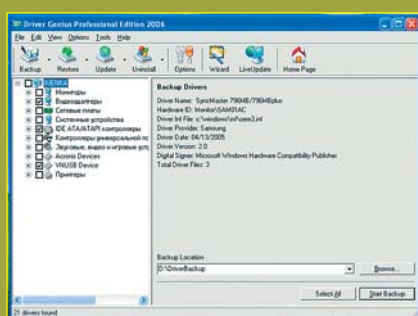 Driver Genius Professional Edition 2006
File Edit View Options Tools Help
Backup Restore Update Uninstall Options Wizard LiveUpdate Home Page
Мониторы
Видеоадаптеры
Сетевые платы
Системные устройства
IDE ATA/ATAPI контроллеры
Контроллеры универсальной по
Звуковые, видео и игровые устр
Acronis Devices
VNUSB Device
Принтеры
Backup Drivers
Driver Name: SyncMaster 796MB/796MBplus
Hardware ID: Monitor\SAM01AC
Driver Inf File: c:\windows\inf\oem3.inf
Driver Provider: Samsung
Driver Date: 04/13/2005
Driver Version: 2.0
Digital Signer: Microsoft Windows Hardware Compatibility Publisher
Total Driver Files: 3
Backup Location
D:\DriverBackup
Browse...
Select All Start Backup
21 drivers found